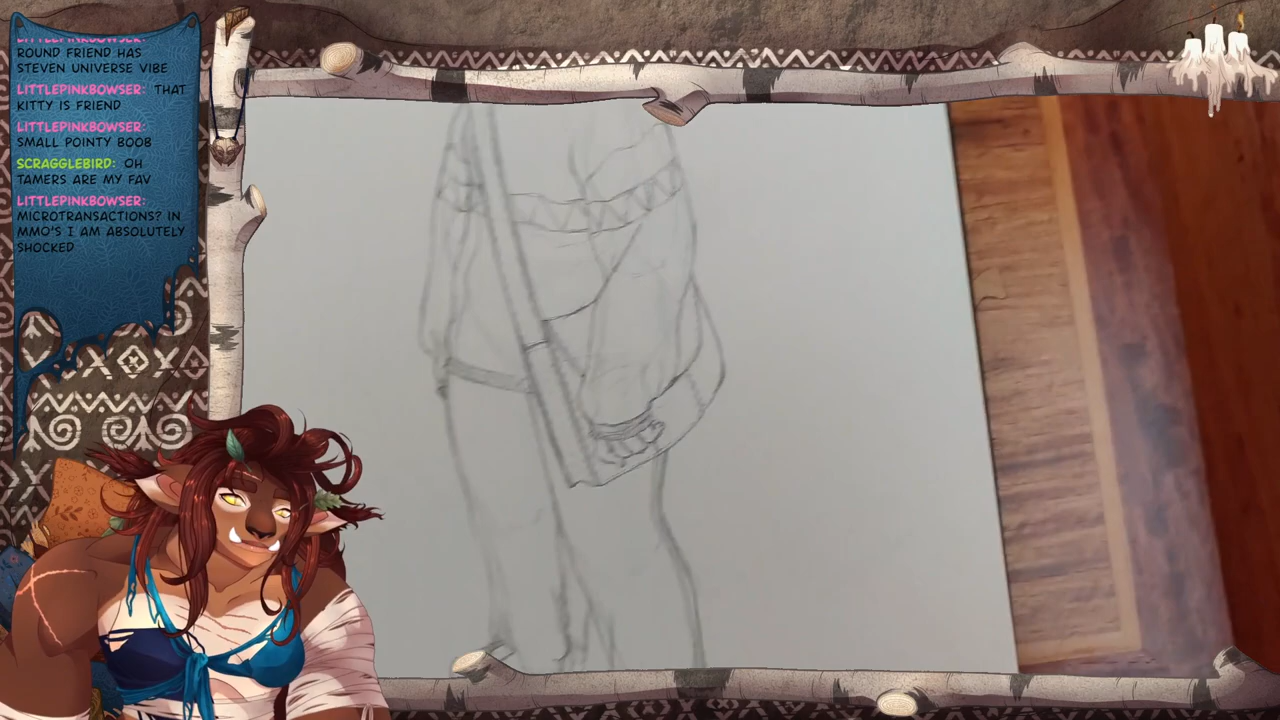 LITTLEPINKBOWSER:
ROUND FRIEND HAS
STEVEN UNIVERSE VIBE
LITTLEPINKBOWSER: THAT
KITTY IS FRIEND
LITTLEPINKBOWSER:
SMALL POINTY BOOB
SCRAGGLEBIRD: OH
TAMERS ARE MY FAV
LITTLEPINKBOWSER:
MICROTRANSACTIONS? IN
MMO'S I AM ABSOLUTELY
SHOCKED